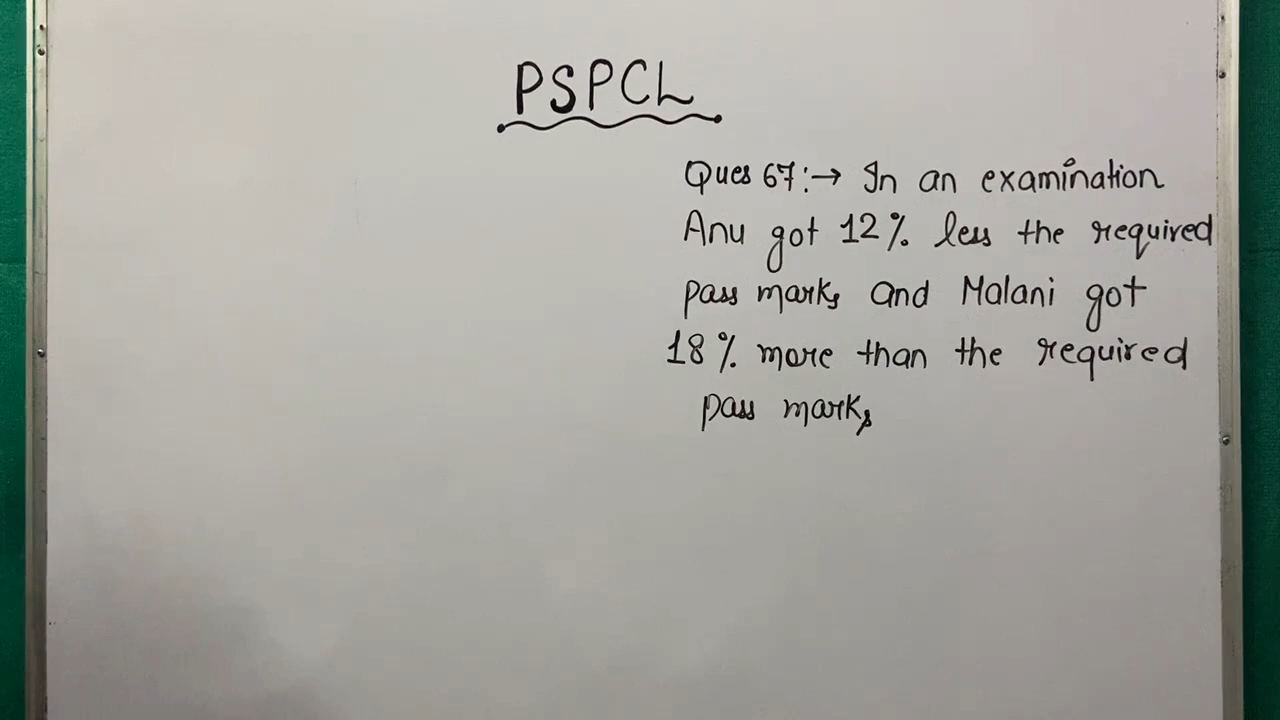 PSPCL
Ques 67:→ In an examination
Anu got 12% less the required
pass marks and Malani got
18% more than the required
pass marks